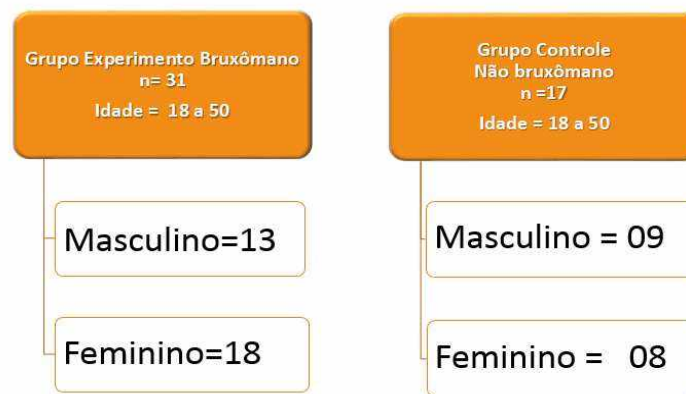 Grupo Experimento Bruxômano
n= 31
Idade = 18 a 50
Masculino=13
Feminino=18
Grupo Controle
Não bruxômano
n =17
Idade = 18 a 50
Masculino = 09
Feminino = 08